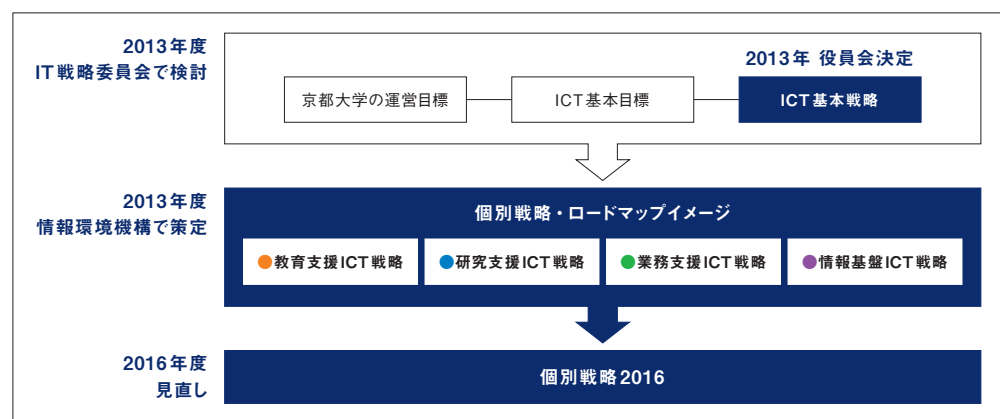 2013年度
IT戦略委員会で検討
2013年 役員会決定
京都大学の運営目標
ICT基本目標
ICT基本戦略
2013年度
情報環境機構で策定
個別戦略・ロードマップイメージ
●教育支援ICT戦略
●研究支援ICT戦略
●業務支援ICT戦略
●情報基盤ICT戦略
2016年度
見直し
個別戦略2016